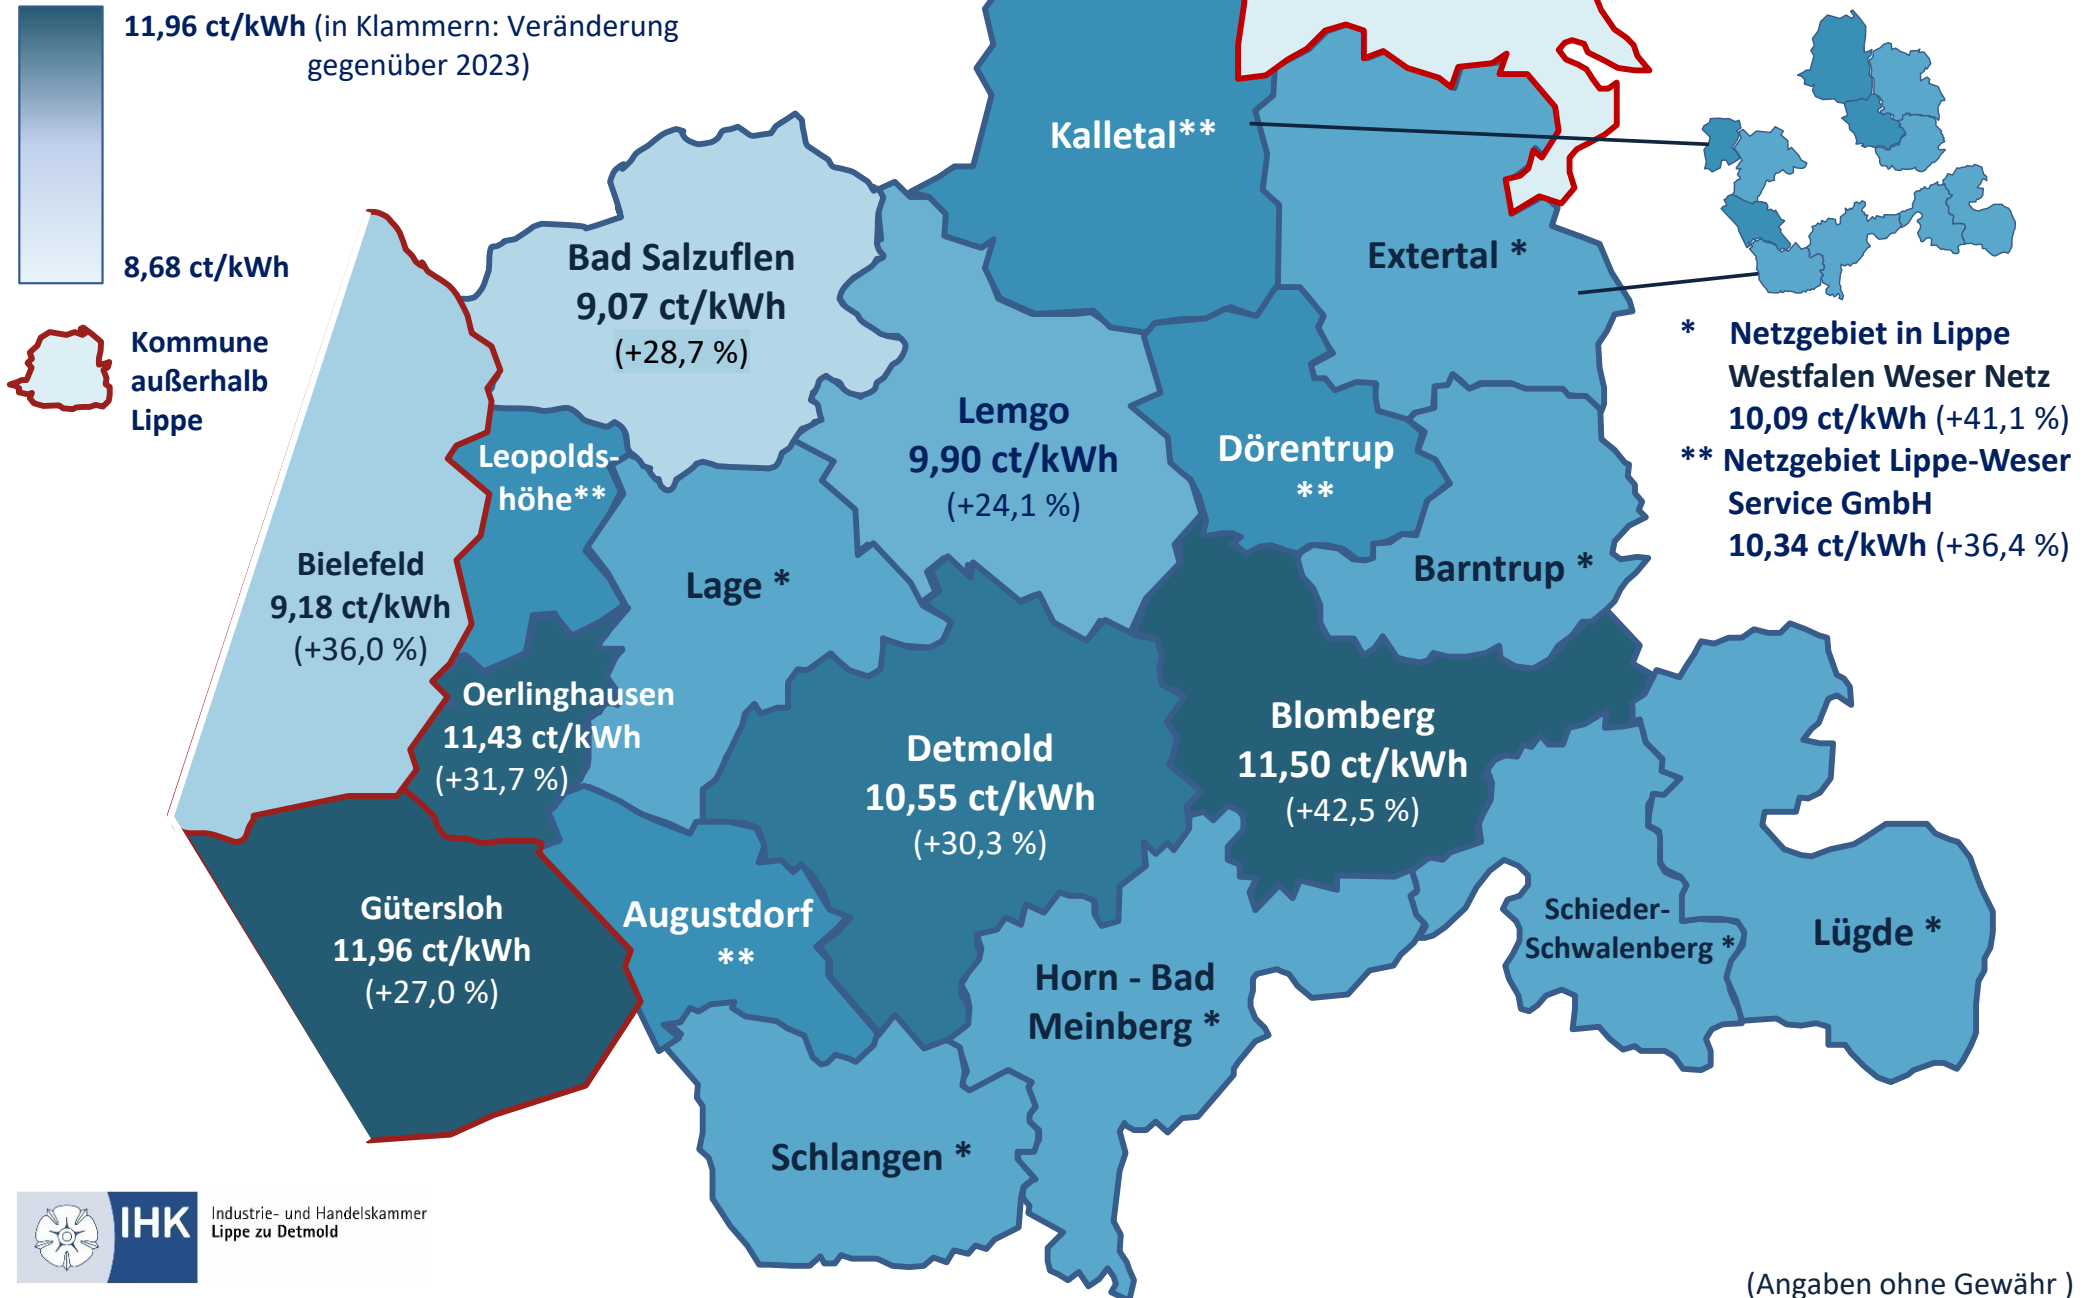 11,96 ct/kWh (in Klammern: Veränderung
gegenüber 2023)
8,68 ct/kWh
Kommune
außerhalb
Lippe
Kalletal**
Extertal *
Bad Salzuflen
9,07 ct/kWh
(+28,7 %)
* Netzgebiet in Lippe
Westfalen Weser Netz
10,09 ct/kWh (+41,1 %)
** Netzgebiet Lippe-Weser
Service GmbH
10,34 ct/kWh (+36,4 %)
Lemgo
9,90 ct/kWh
(+24,1 %)
Dörentrup
**
Leopolds-
höhe**
Bielefeld
9,18 ct/kWh
(+36,0 %)
Lage *
Barntrup *
Oerlinghausen
11,43 ct/kWh
(+31,7 %)
Detmold
10,55 ct/kWh
(+30,3 %)
Blomberg
11,50 ct/kWh
(+42,5 %)
Gütersloh
11,96 ct/kWh
(+27,0 %)
Augustdorf
**
Horn - Bad
Meinberg *
Schieder-
Schwalenberg *
Lügde *
Schlangen *
IHK
Industrie- und Handelskammer
Lippe zu Detmold
(Angaben ohne Gewähr )